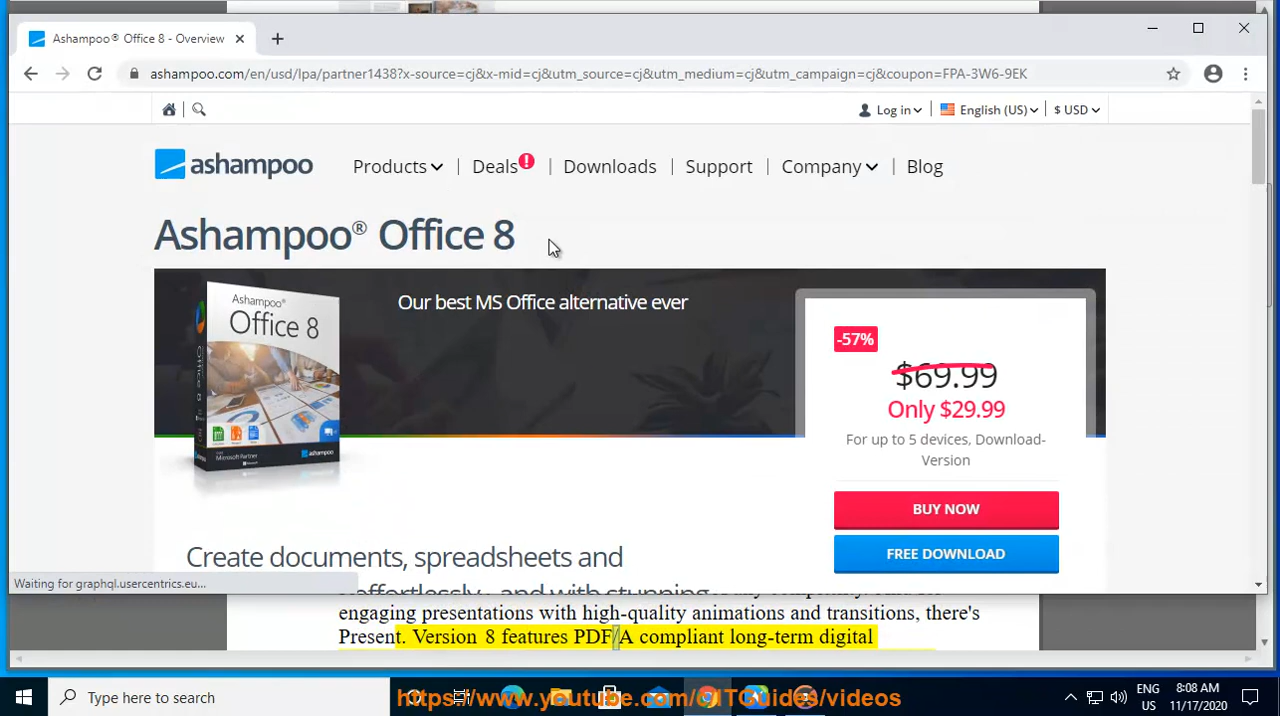 Ashampoo® Office 8 - Overview
ashampoo.com/en/usd/lpa/partner1438?x-source=cj&x-mid=cj&utm_source=cj&utm_medium=cj&utm_campaign=cj&coupon=FPA-3W6-9EK
Log in | English (US) | $ USD
ashampoo Products | Deals ! | Downloads | Support | Company | Blog
Ashampoo® Office 8
Our best MS Office alternative ever
Ashampoo®
Office 8
-57%
$69.99
Only $29.99
For up to 5 devices, Download-
Version
BUY NOW
FREE DOWNLOAD
Create documents, spreadsheets and
Waiting for graphql.usercentrics.eu...
engaging presentations with high-quality animations and transitions, there's
Present. Version 8 features PDF/A compliant long-term digital
Type here to search
https://www.youtube.com/@ITGuides/videos
ENG
US
8:08 AM
11/17/2020